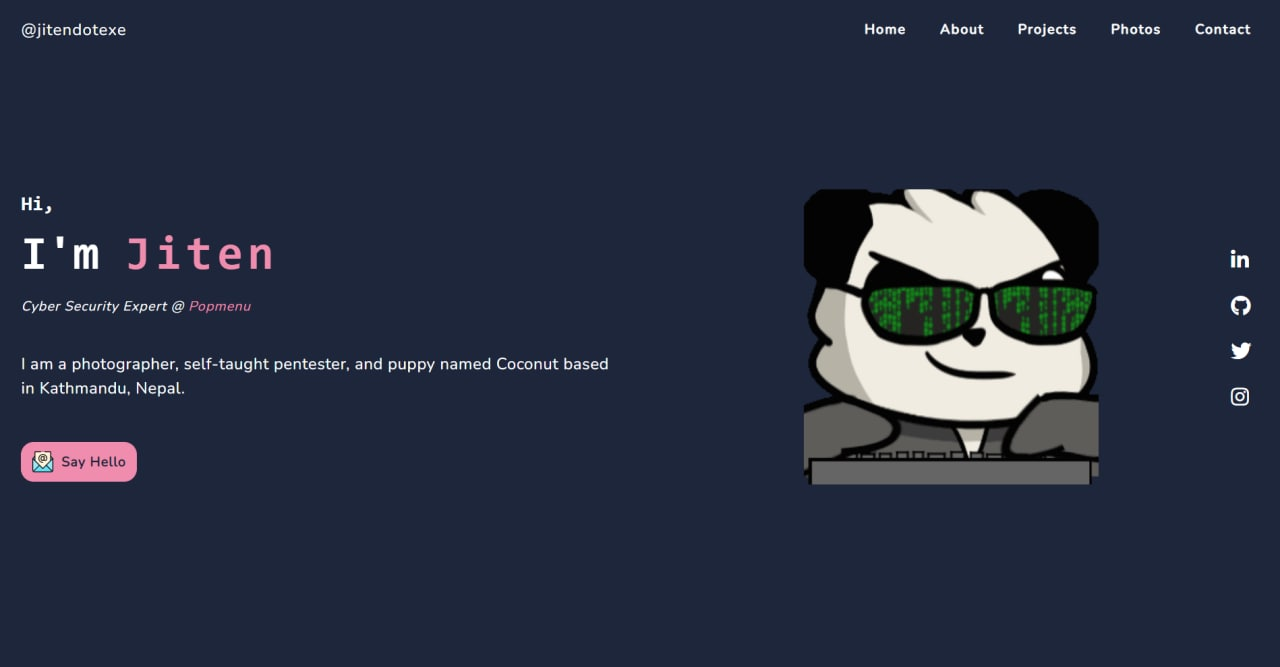 @jitendotexe
Home About Projects Photos Contact
Hi,
I'm Jiten
Cyber Security Expert @ Popmenu
I am a photographer, self-taught pentester, and puppy named Coconut based
in Kathmandu, Nepal.
Say Hello